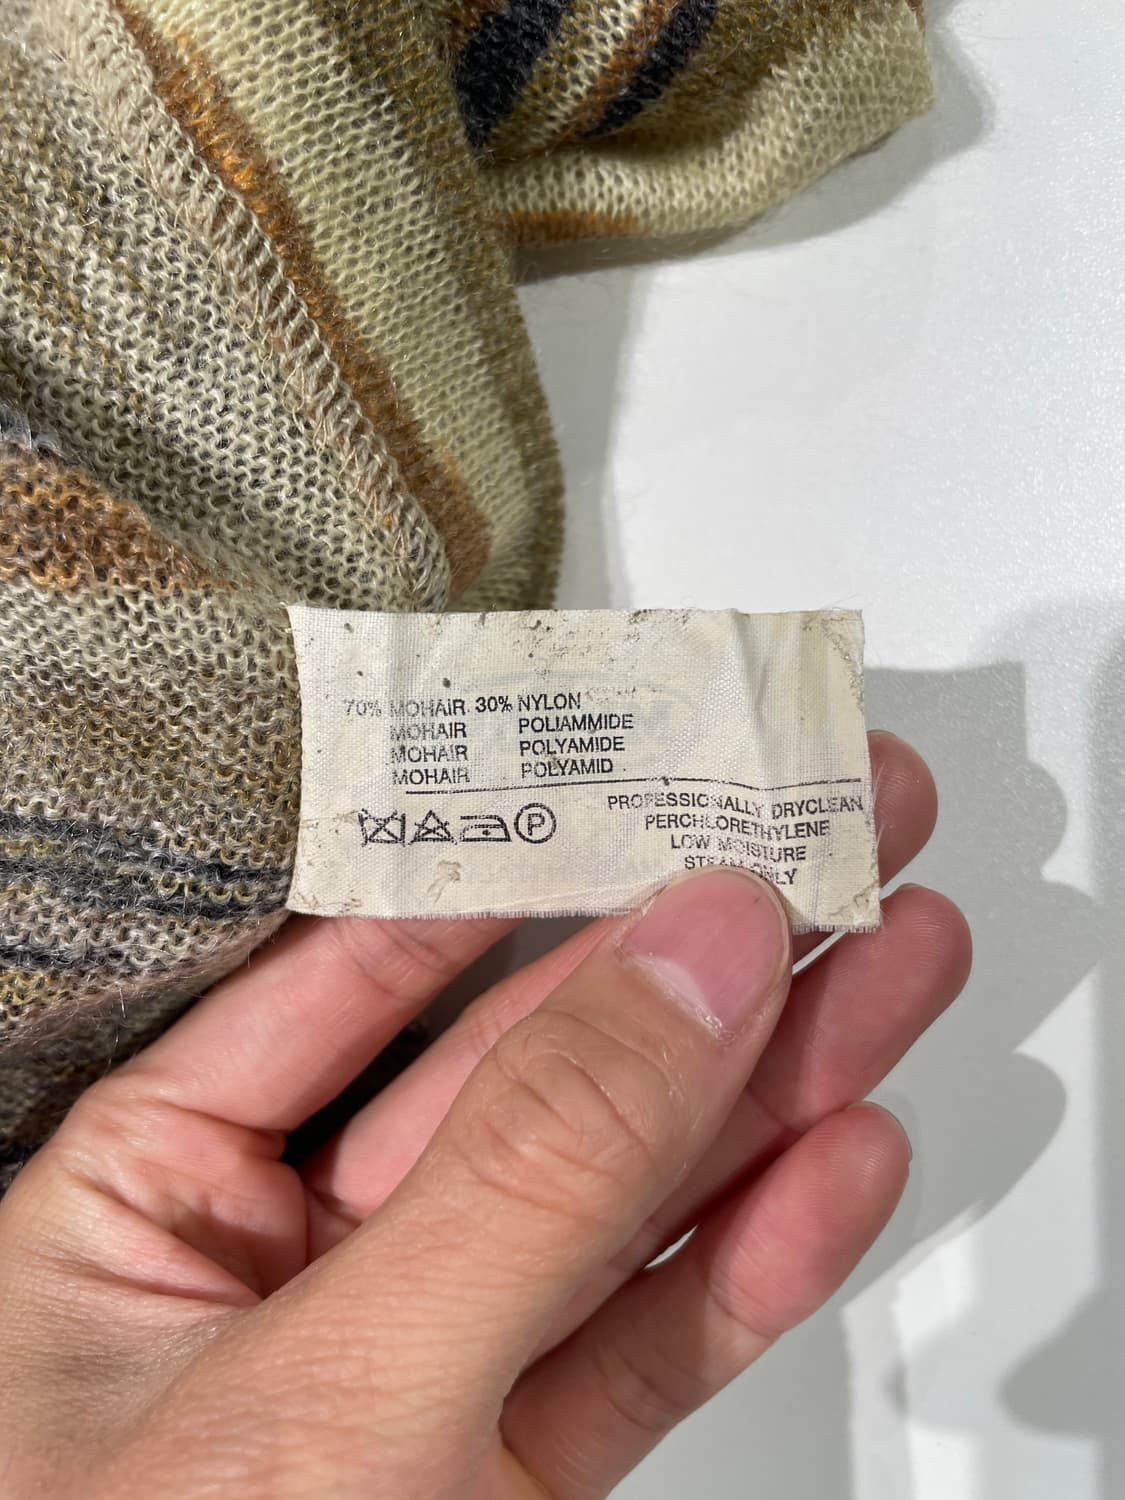 70% MOHAIR 30% NYLON
MOHAIR POLIAMMIDE
MOHAIR POLYAMIDE
MOHAIR POLYAMID
P
PROFESSIONALLY DRYCLEAN
PERCHLORETHYLENE
LOW MOISTURE
STEAM ONLY